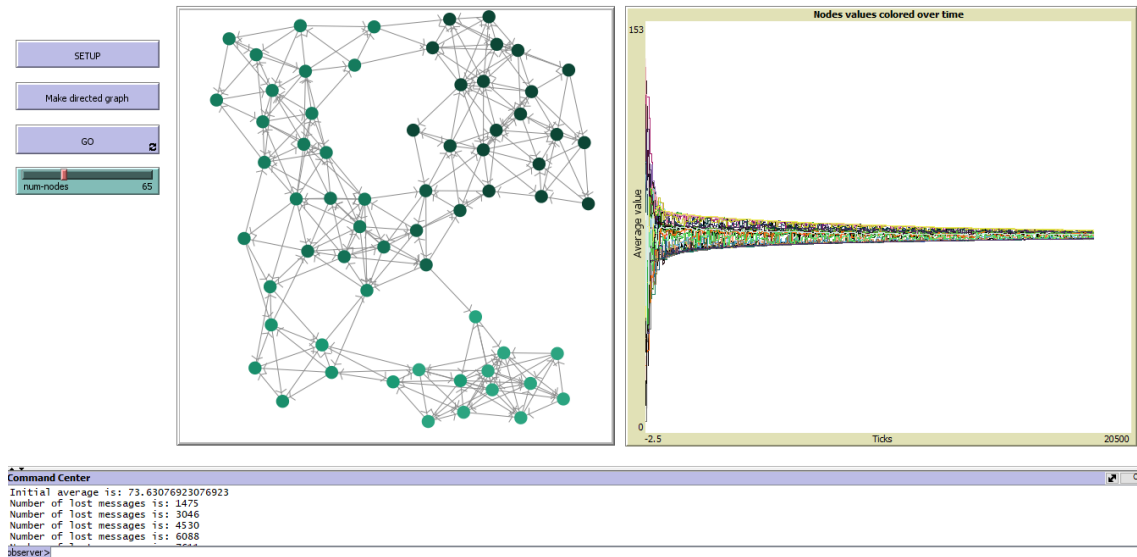 SETUP
Make directed graph
GO
num-nodes 65
Nodes values colored over time
153
Average value
0
-2.5
Ticks
20500
Command Center
Initial average is: 73.63076923076923
Number of lost messages is: 1475
Number of lost messages is: 3046
Number of lost messages is: 4530
Number of lost messages is: 6088
observer>